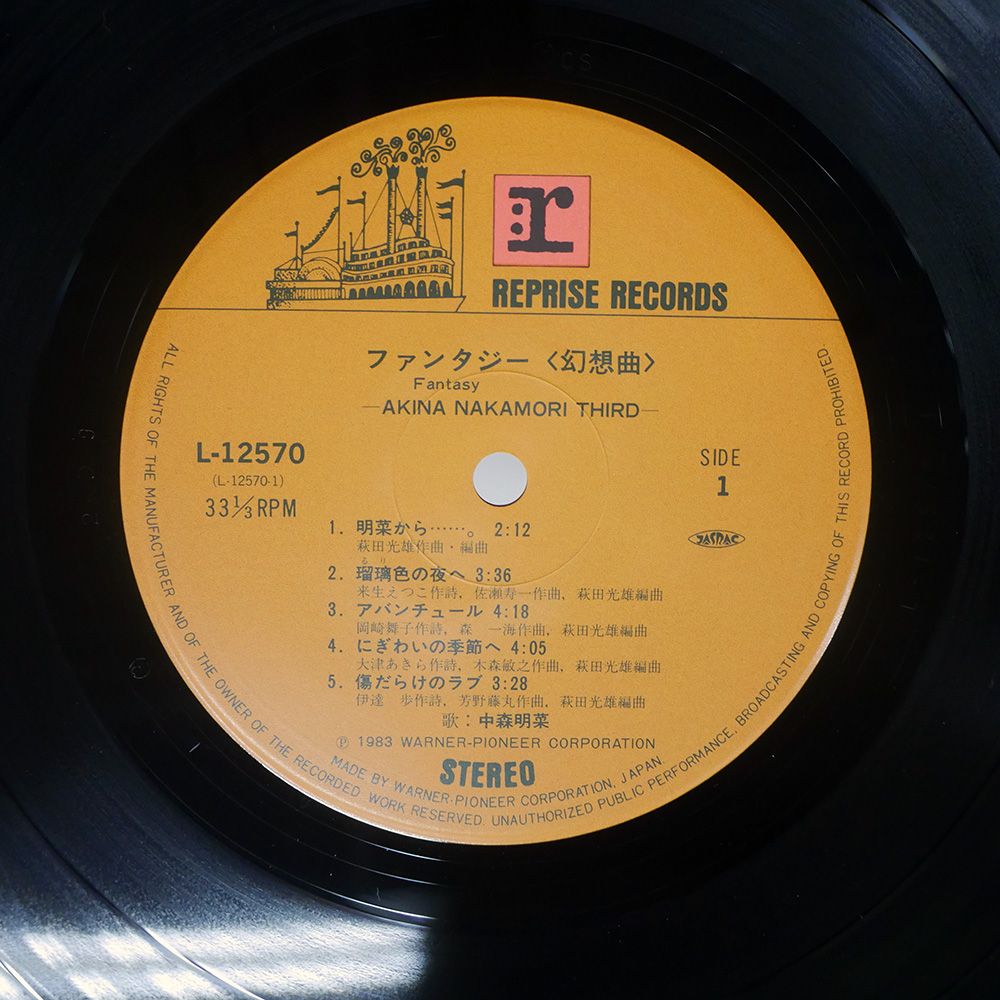 r
REPRISE RECORDS
ファンタジー〈幻想曲〉
Fantasy
—AKINA NAKAMORI THIRD—
L-12570
(L-12570-1)
33⅓RPM
SIDE
1
JASRAC
1. 明菜から……。 2:12
萩田光雄作曲・編曲
るり
2. 瑠璃色の夜へ 3:36
来生えつこ作詩, 佐瀬寿一作曲, 萩田光雄編曲
3. アバンチュール 4:18
岡崎舞子作詩, 森 一海作曲, 萩田光雄編曲
4. にぎわいの季節へ 4:05
大津あきら作詩, 木森敏之作曲, 萩田光雄編曲
5. 傷だらけのラブ 3:28
伊達 歩作詩, 芳野藤丸作曲, 萩田光雄編曲
歌：中森明菜
Ⓟ 1983 WARNER-PIONEER CORPORATION
STEREO
MADE BY WARNER-PIONEER CORPORATION, JAPAN.
ALL RIGHTS OF THE MANUFACTURER AND OF THE OWNER OF THE RECORDED WORK RESERVED. UNAUTHORIZED PUBLIC PERFORMANCE, BROADCASTING AND COPYING OF THIS RECORD PROHIBITED.